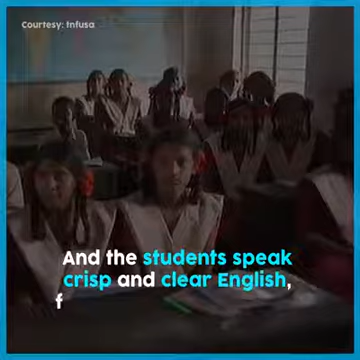 Courtesy: Infusa
And the students speak
crisp and clear English,
f